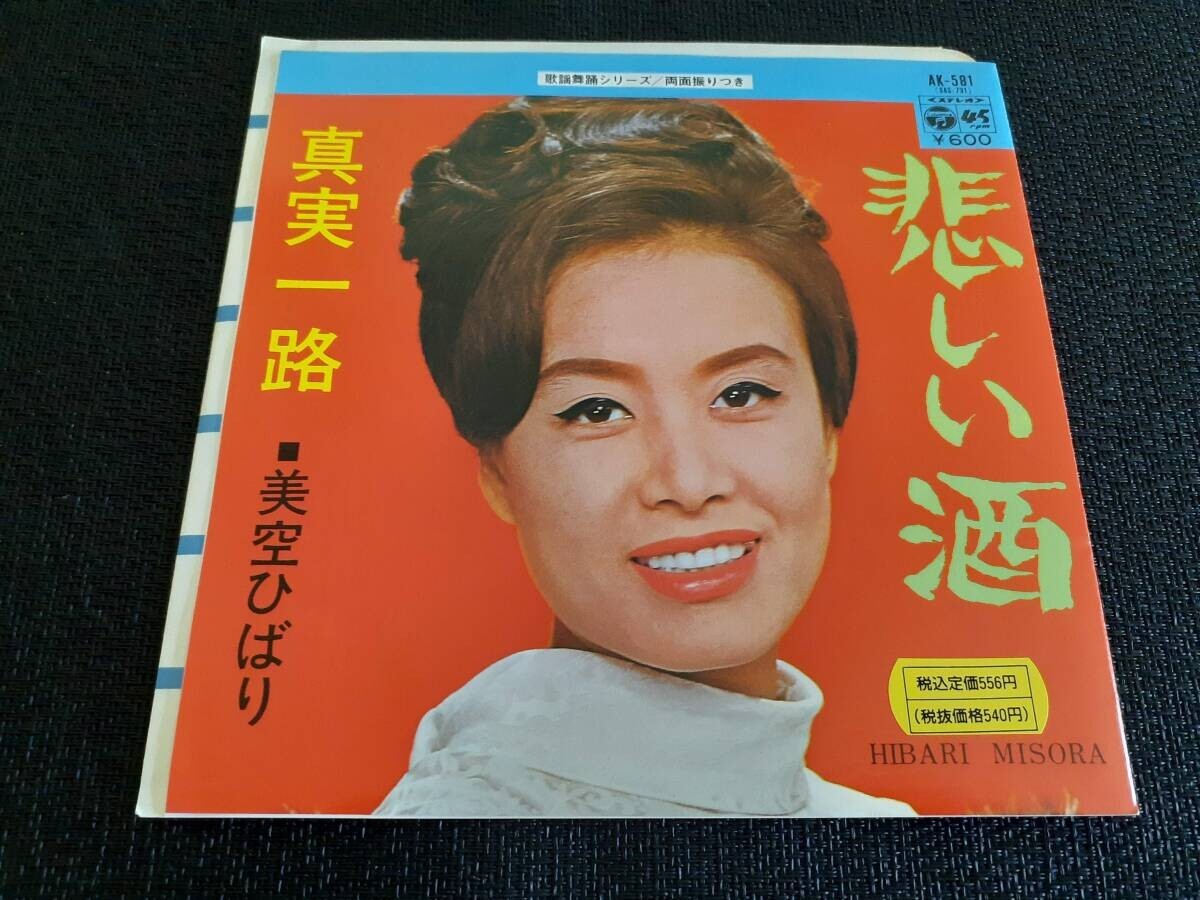 歌謡舞踊シリーズ/両面振りつき
AK-581
(SAS-791)
<ステレオ>
45
rpm
¥600
悲しい酒
真実一路
■美空ひばり
税込定価556円
(税抜価格540円)
HIBARI MISORA